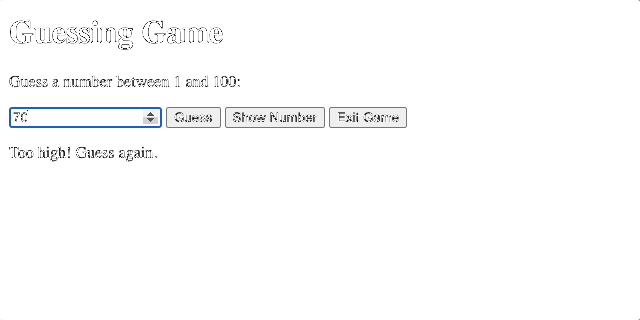 Guessing Game
Guess a number between 1 and 100:
70 Guess Show Number Exit Game
Too high! Guess again.